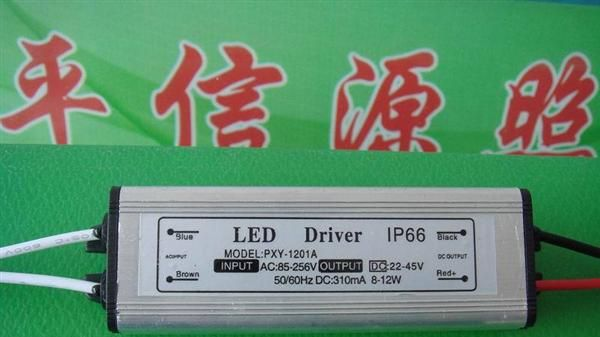 平信源照
LED Driver IP66
Blue
Black
MODEL:PXY-1201A
AC INPUT
INPUT AC:85-256V OUTPUT DC:22-45V
DC OUTPUT
Brown
50/60Hz DC:310mA 8-12W
Red+